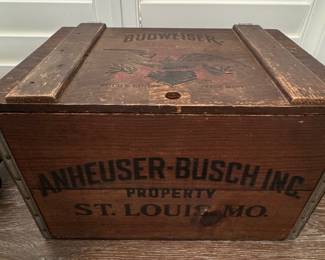 BUDWEISER
ANHEUSER-BUSCH INC.
PROPERTY
ST. LOUIS, MO.